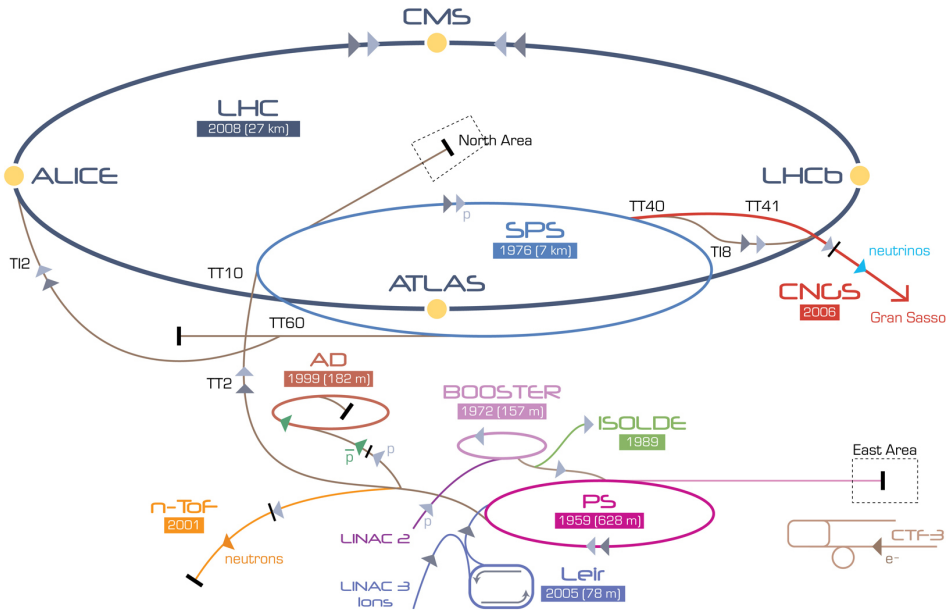 CMS
LHC
2008 (27 km)
North Area
ALICE
LHCb
TT40
TT41
p
SPS
1976 (7 km)
TI8
neutrinos
TI2
TT10
ATLAS
CNGS
2006
Gran Sasso
TT60
AD
1999 (182 m)
TT2
BOOSTER
1972 (157 m)
ISOLDE
1989
p̅
p
East Area
n-ToF
2001
PS
1959 (628 m)
p
LINAC 2
neutrons
CTF3
e-
LINAC 3
Ions
Leir
2005 (78 m)